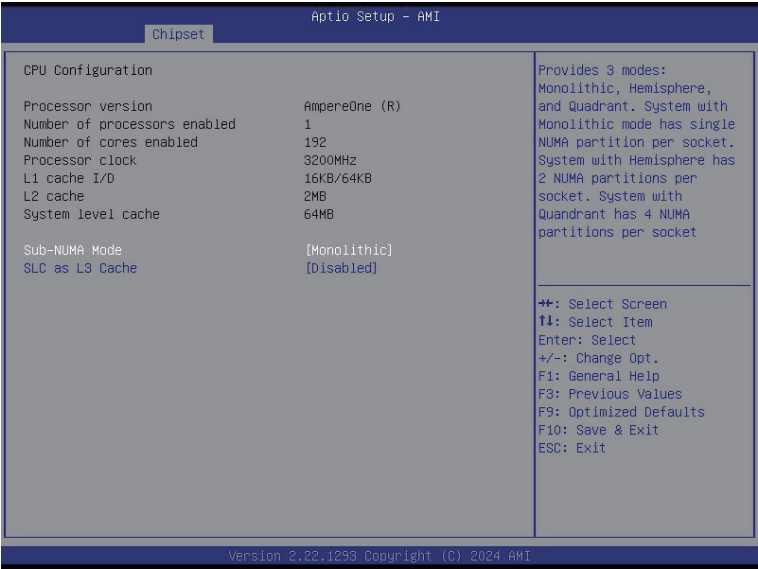 Aptio Setup – AMI
Chipset
CPU Configuration
Processor version AmpereOne (R)
Number of processors enabled 1
Number of cores enabled 192
Processor clock 3200MHz
L1 cache I/D 16KB/64KB
L2 cache 2MB
System level cache 64MB
Sub-NUMA Mode [Monolithic]
SLC as L3 Cache [Disabled]
Provides 3 modes:
Monolithic, Hemisphere,
and Quadrant. System with
Monolithic mode has single
NUMA partition per socket.
System with Hemisphere has
2 NUMA partitions per
socket. System with
Quandrant has 4 NUMA
partitions per socket
→←: Select Screen
↑↓: Select Item
Enter: Select
+/-: Change Opt.
F1: General Help
F3: Previous Values
F9: Optimized Defaults
F10: Save & Exit
ESC: Exit
Version 2.22.1293 Copyright (C) 2024 AMI